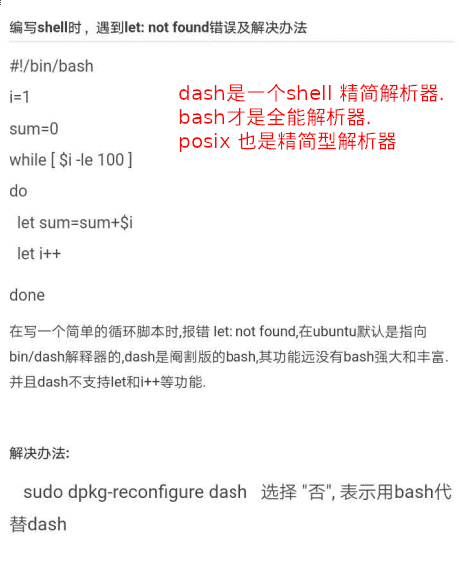 编写shell时，遇到let: not found错误及解决办法
#!/bin/bash
i=1
sum=0
while [ $i -le 100 ]
do
let sum=sum+$i
let i++
done
dash是一个shell 精简解析器.
bash才是全能解析器.
posix 也是精简型解析器
在写一个简单的循环脚本时,报错 let: not found,在ubuntu默认是指向
bin/dash解释器的,dash是阉割版的bash,其功能远没有bash强大和丰富.
并且dash不支持let和i++等功能.
解决办法:
sudo dpkg-reconfigure dash 选择 "否", 表示用bash代
替dash